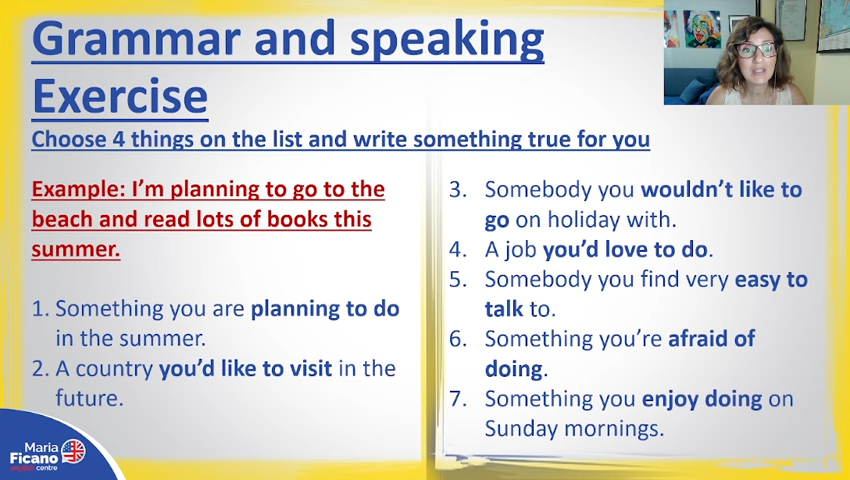 Grammar and speaking
Exercise
Choose 4 things on the list and write something true for you
Example: I'm planning to go to the
beach and read lots of books this
summer.
1. Something you are planning to do
in the summer.
2. A country you'd like to visit in the
future.
3. Somebody you wouldn't like to
go on holiday with.
4. A job you'd love to do.
5. Somebody you find very easy to
talk to.
6. Something you're afraid of
doing.
7. Something you enjoy doing on
Sunday mornings.
Maria
Ficano
english centre